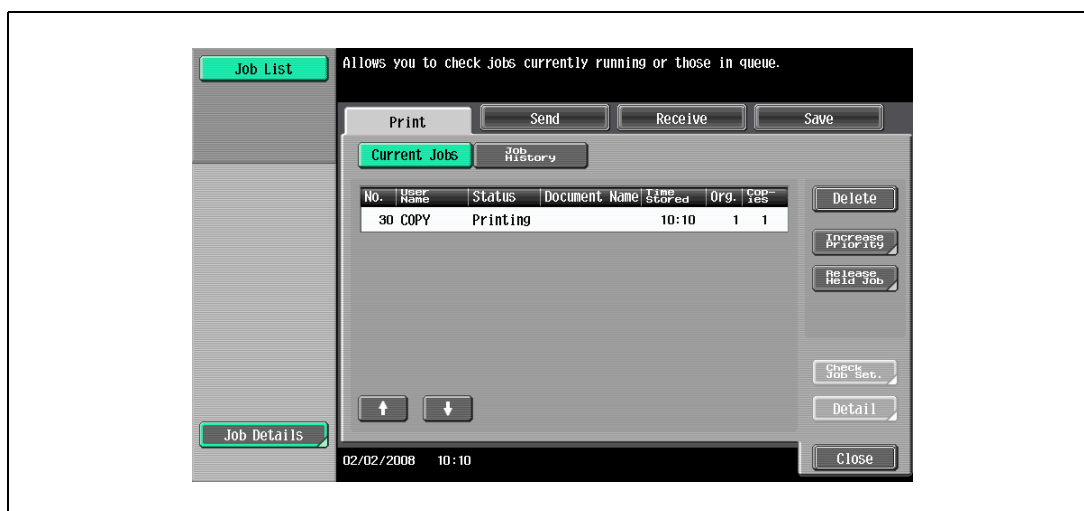 Job List
Allows you to check jobs currently running or those in queue.
Print
Send
Receive
Save
Current Jobs
Job History
No. User Name Status Document Name Time stored Org. Cop-ies
30 COPY Printing 10:10 1 1
Delete
Increase Priority
Release Held Job
Check Job Set.
Detail
Job Details
02/02/2008 10:10
Close